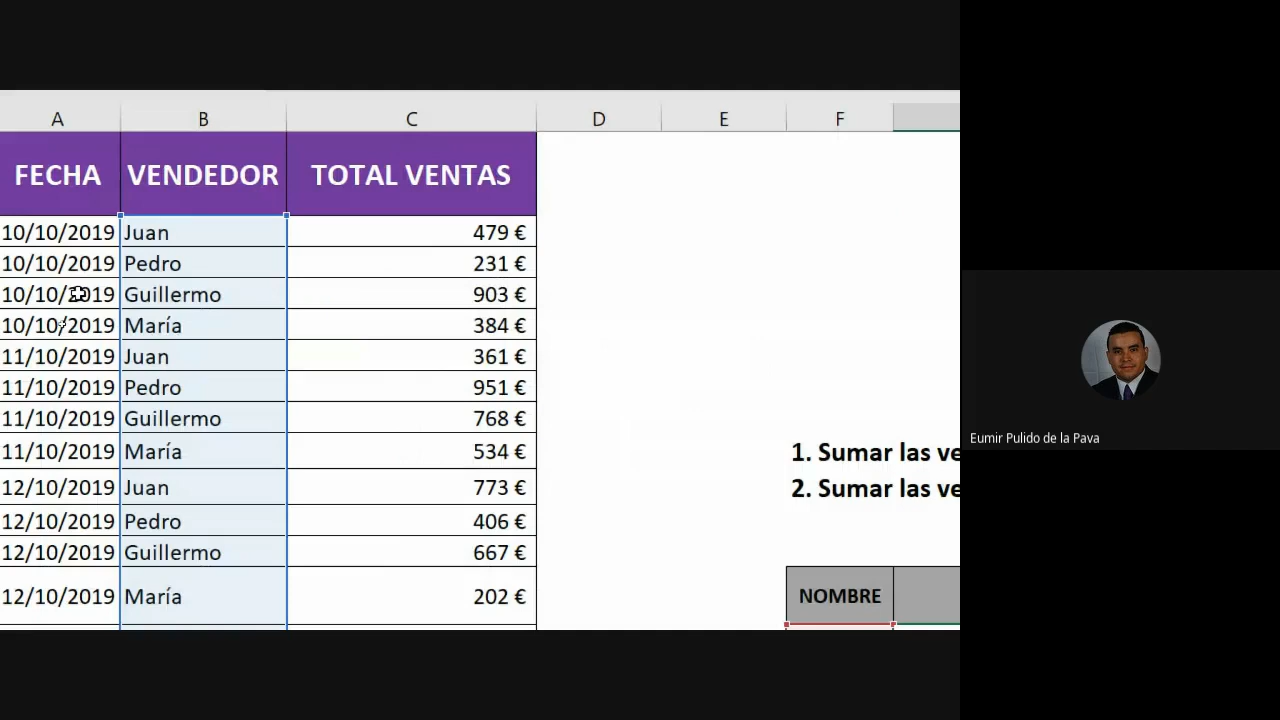 A B C D E F
FECHA VENDEDOR TOTAL VENTAS
10/10/2019 Juan 479 €
10/10/2019 Pedro 231 €
10/10/2019 Guillermo 903 €
10/10/2019 María 384 €
11/10/2019 Juan 361 €
11/10/2019 Pedro 951 €
11/10/2019 Guillermo 768 €
11/10/2019 María 534 €
12/10/2019 Juan 773 €
12/10/2019 Pedro 406 €
12/10/2019 Guillermo 667 €
12/10/2019 María 202 €
1. Sumar las ve
2. Sumar las ve
NOMBRE
Eumir Pulido de la Pava